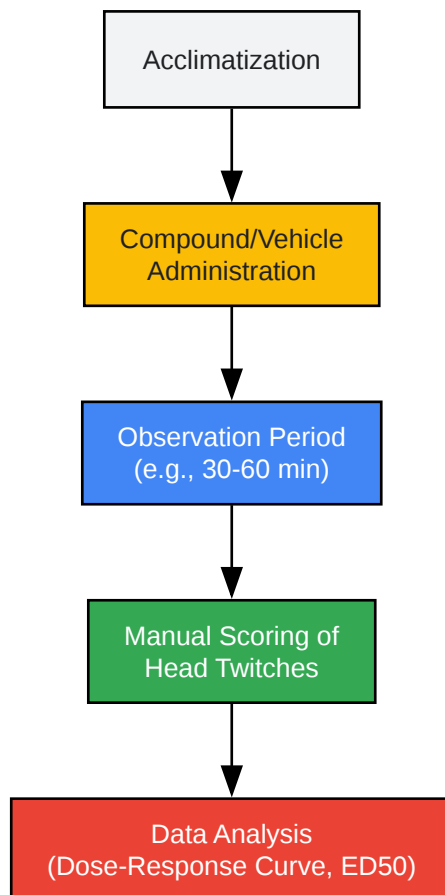 Acclimatization
Compound/Vehicle
Administration
Observation Period
(e.g., 30-60 min)
Manual Scoring of
Head Twitches
Data Analysis
(Dose-Response Curve, ED50)